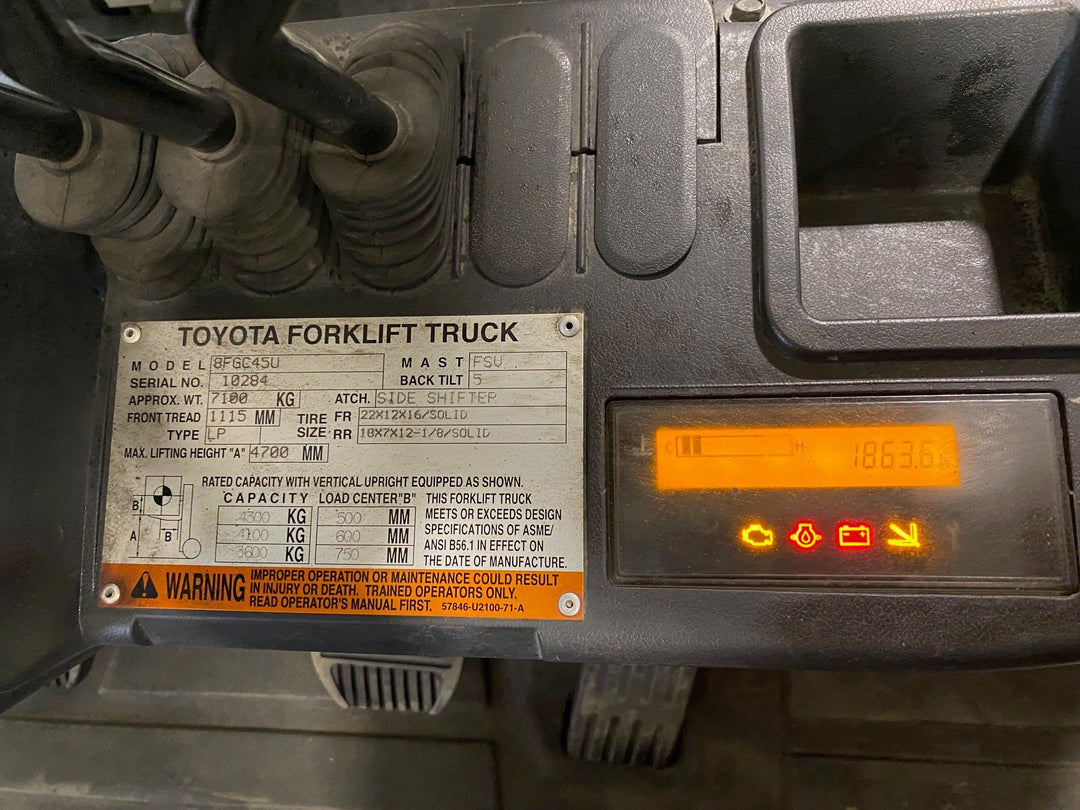 TOYOTA FORKLIFT TRUCK
MODEL 8FGC45U MAST FSV
SERIAL NO. 10284 BACK TILT 5
APPROX. WT. 7100 KG ATCH. SIDE SHIFTER
FRONT TREAD 1115 MM TIRE SIZE FR 22X12X16/SOLID
TYPE LP RR 18X7X12-1/8/SOLID
MAX. LIFTING HEIGHT "A" 4700 MM
RATED CAPACITY WITH VERTICAL UPRIGHT EQUIPPED AS SHOWN.
CAPACITY LOAD CENTER "B"
4300 KG 500 MM
4100 KG 600 MM
3600 KG 750 MM
THIS FORKLIFT TRUCK
MEETS OR EXCEEDS DESIGN
SPECIFICATIONS OF ASME/
ANSI B56.1 IN EFFECT ON
THE DATE OF MANUFACTURE.
B
A B
WARNING
IMPROPER OPERATION OR MAINTENANCE COULD RESULT
IN INJURY OR DEATH. TRAINED OPERATORS ONLY.
READ OPERATOR'S MANUAL FIRST. 57846-U2100-71-A
C H 1863.6